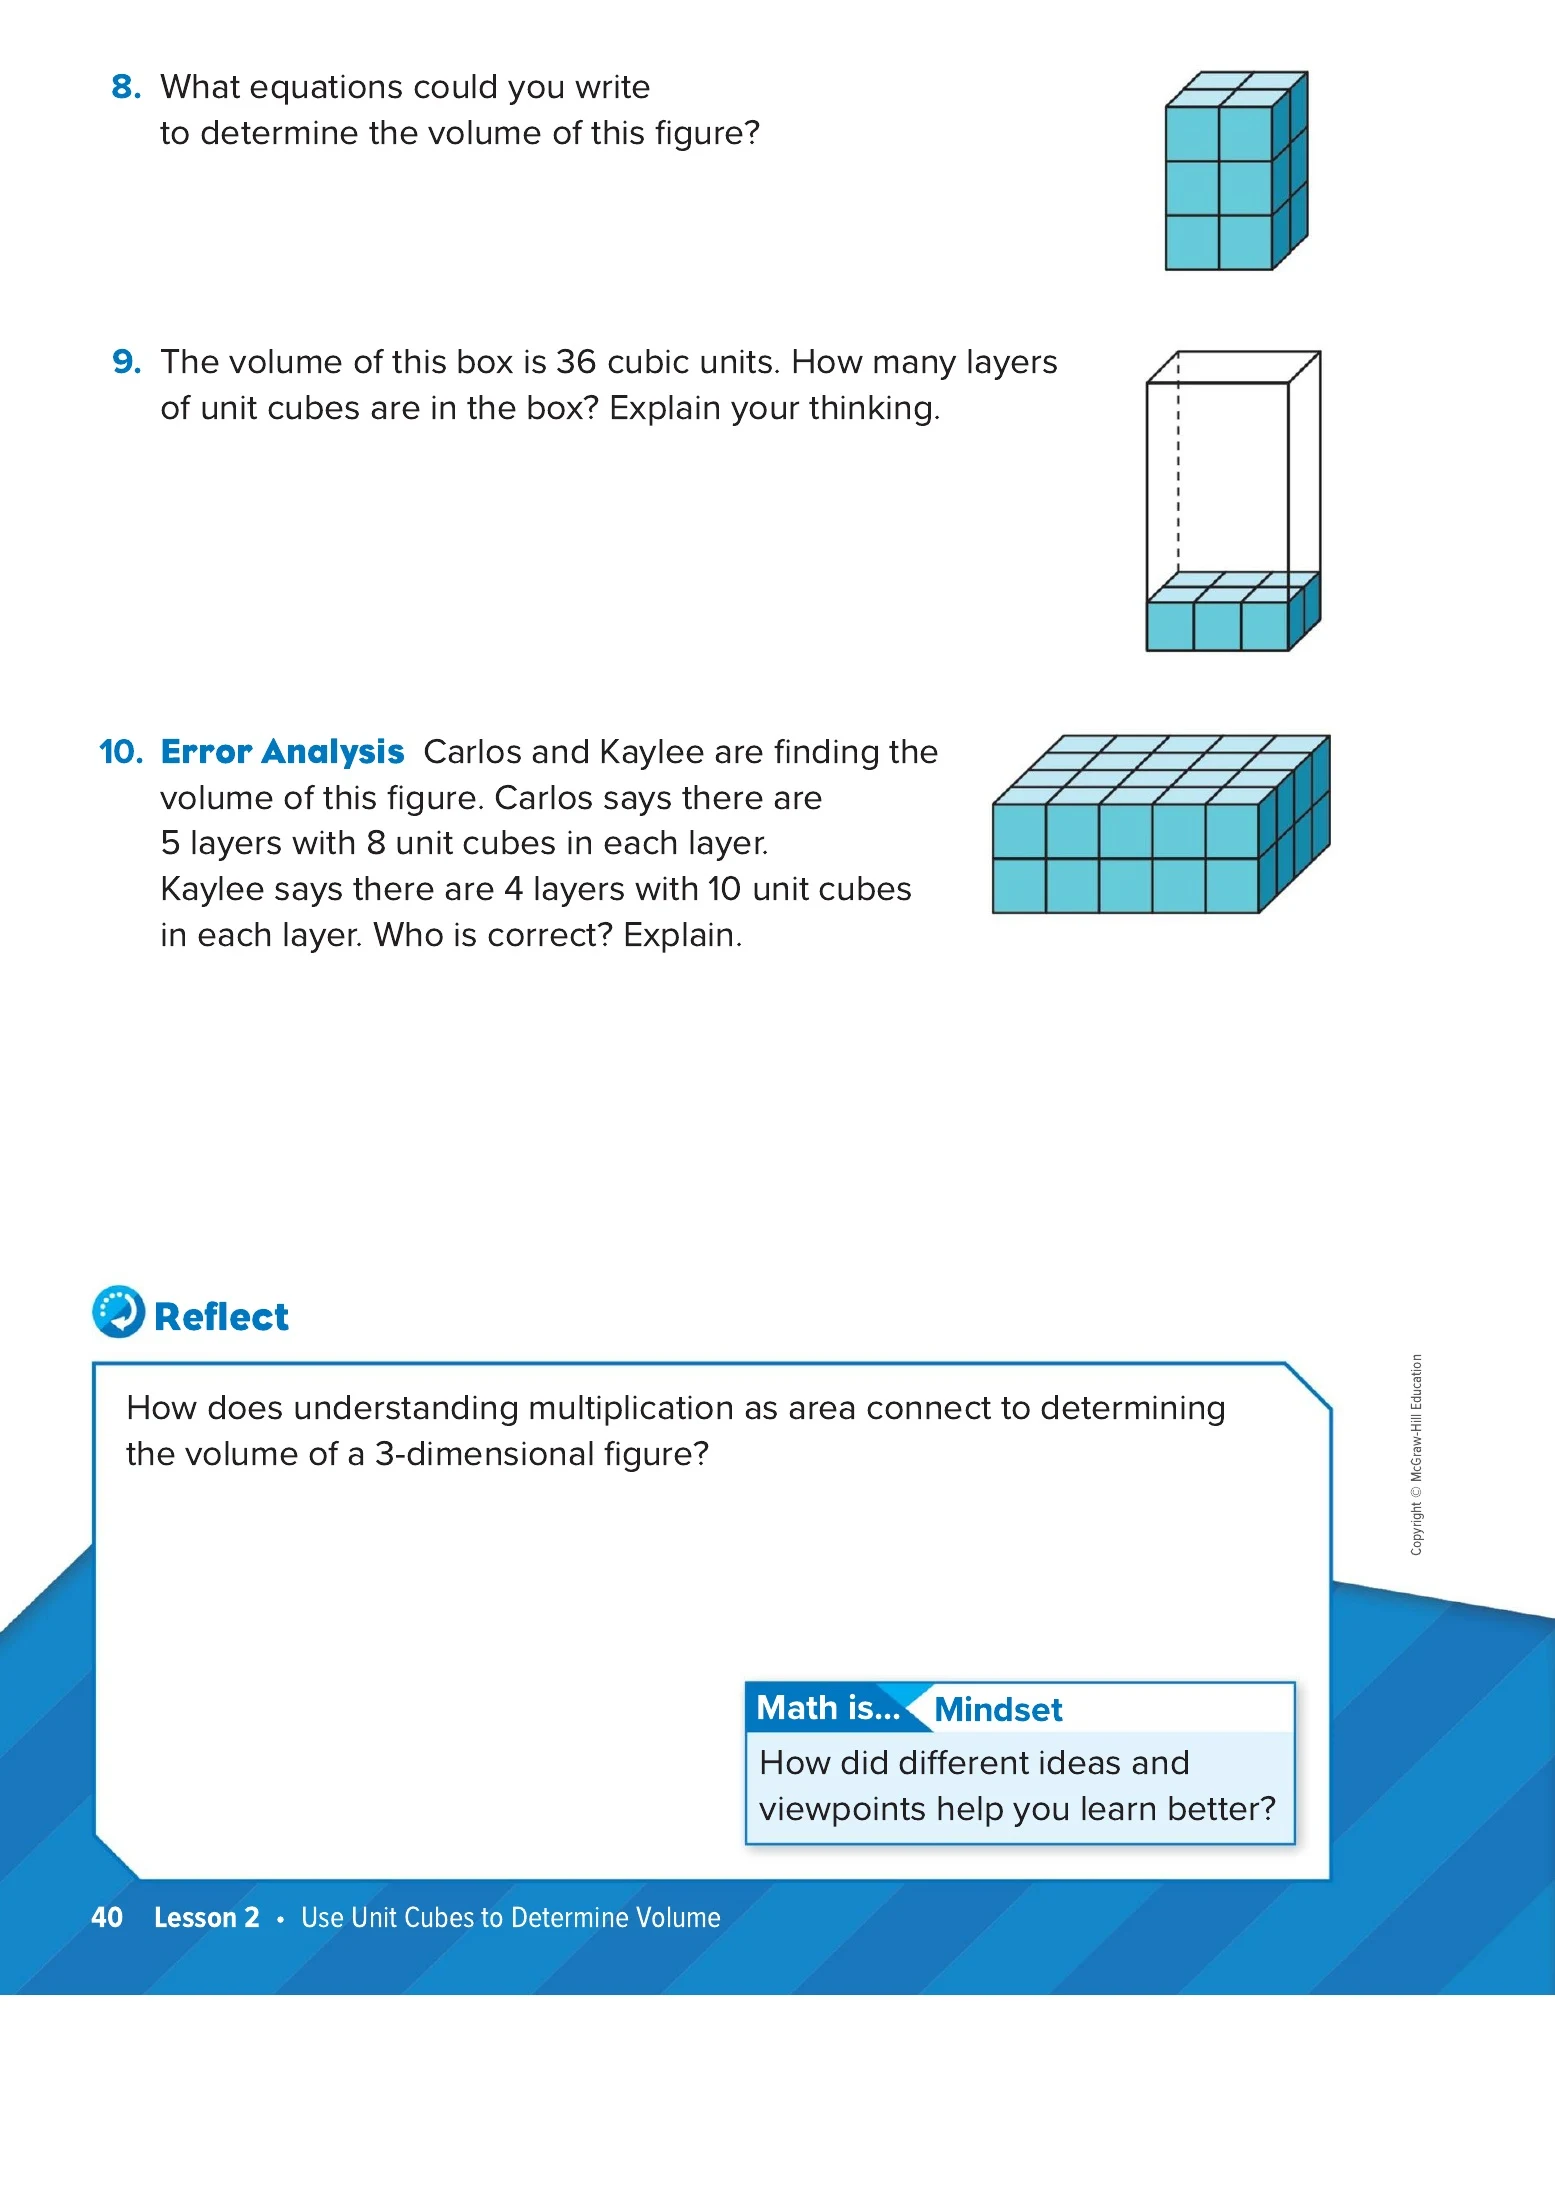 8. What equations could you write
to determine the volume of this figure?
9. The volume of this box is 36 cubic units. How many layers
of unit cubes are in the box? Explain your thinking.
10. Error Analysis Carlos and Kaylee are finding the
volume of this figure. Carlos says there are
5 layers with 8 unit cubes in each layer.
Kaylee says there are 4 layers with 10 unit cubes
in each layer. Who is correct? Explain.
Reflect
How does understanding multiplication as area connect to determining
the volume of a 3-dimensional figure?
Math is... Mindset
How did different ideas and
viewpoints help you learn better?
Copyright © McGraw-Hill Education
40 Lesson 2 • Use Unit Cubes to Determine Volume